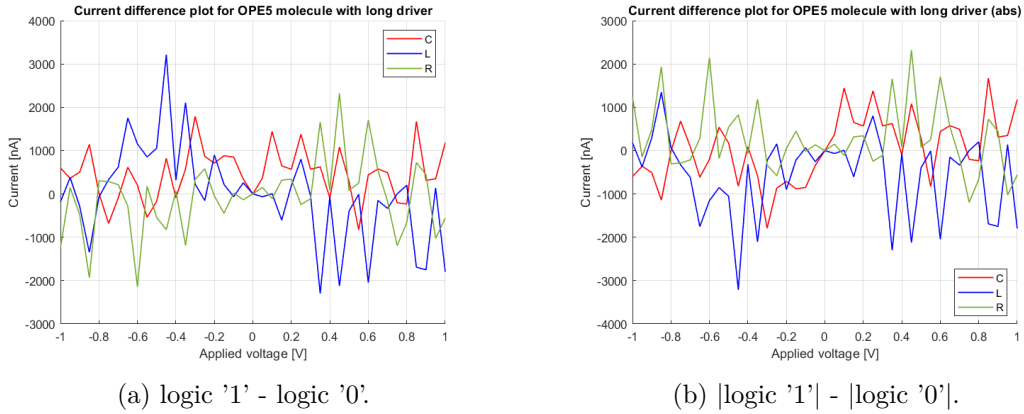 Current difference plot for OPE5 molecule with long driver
4000
3000
2000
1000
0
-1000
-2000
-3000
Current [nA]
C
L
R
-1 -0.8 -0.6 -0.4 -0.2 0 0.2 0.4 0.6 0.8 1
Applied voltage [V]
(a) logic '1' - logic '0'.
Current difference plot for OPE5 molecule with long driver (abs)
3000
2000
1000
0
-1000
-2000
-3000
-4000
Current [nA]
C
L
R
-1 -0.8 -0.6 -0.4 -0.2 0 0.2 0.4 0.6 0.8 1
Applied voltage [V]
(b) |logic '1'| - |logic '0'|.